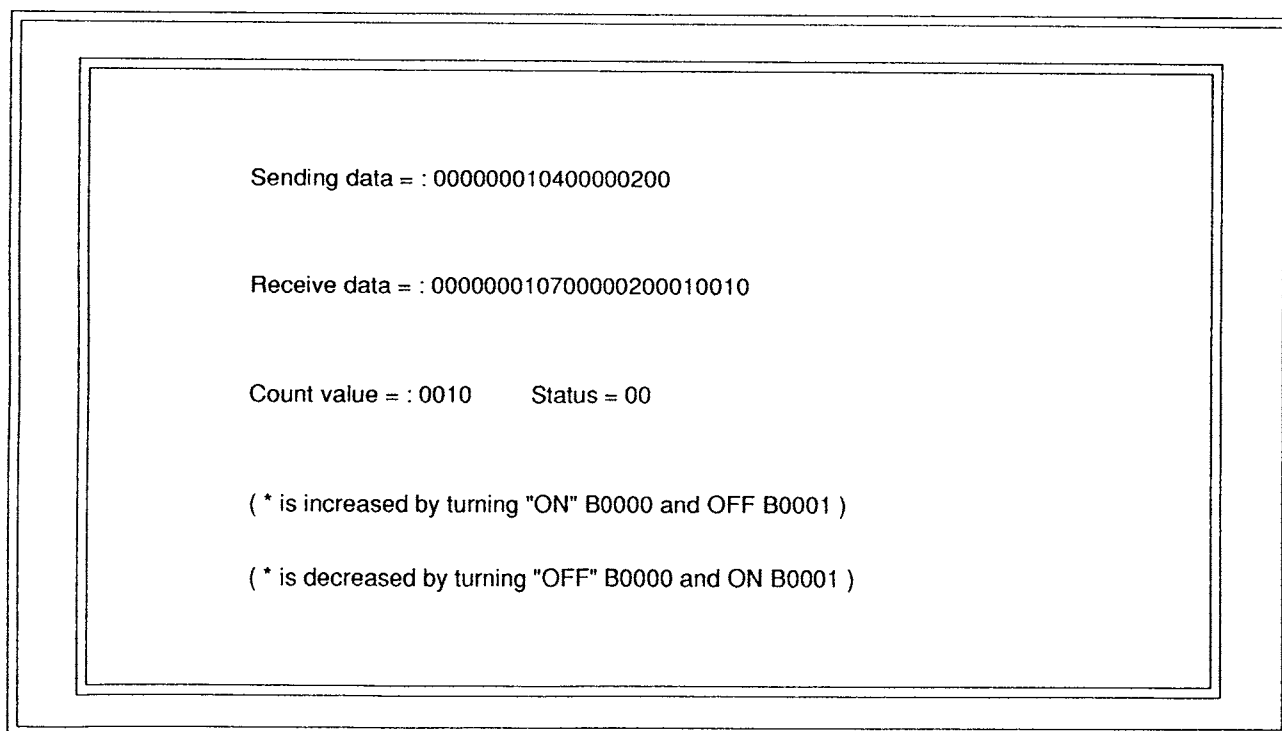 Sending data = : 000000010400000200
Receive data = : 000000010700000200010010
Count value = : 0010 Status = 00
( * is increased by turning "ON" B0000 and OFF B0001 )
( * is decreased by turning "OFF" B0000 and ON B0001 )